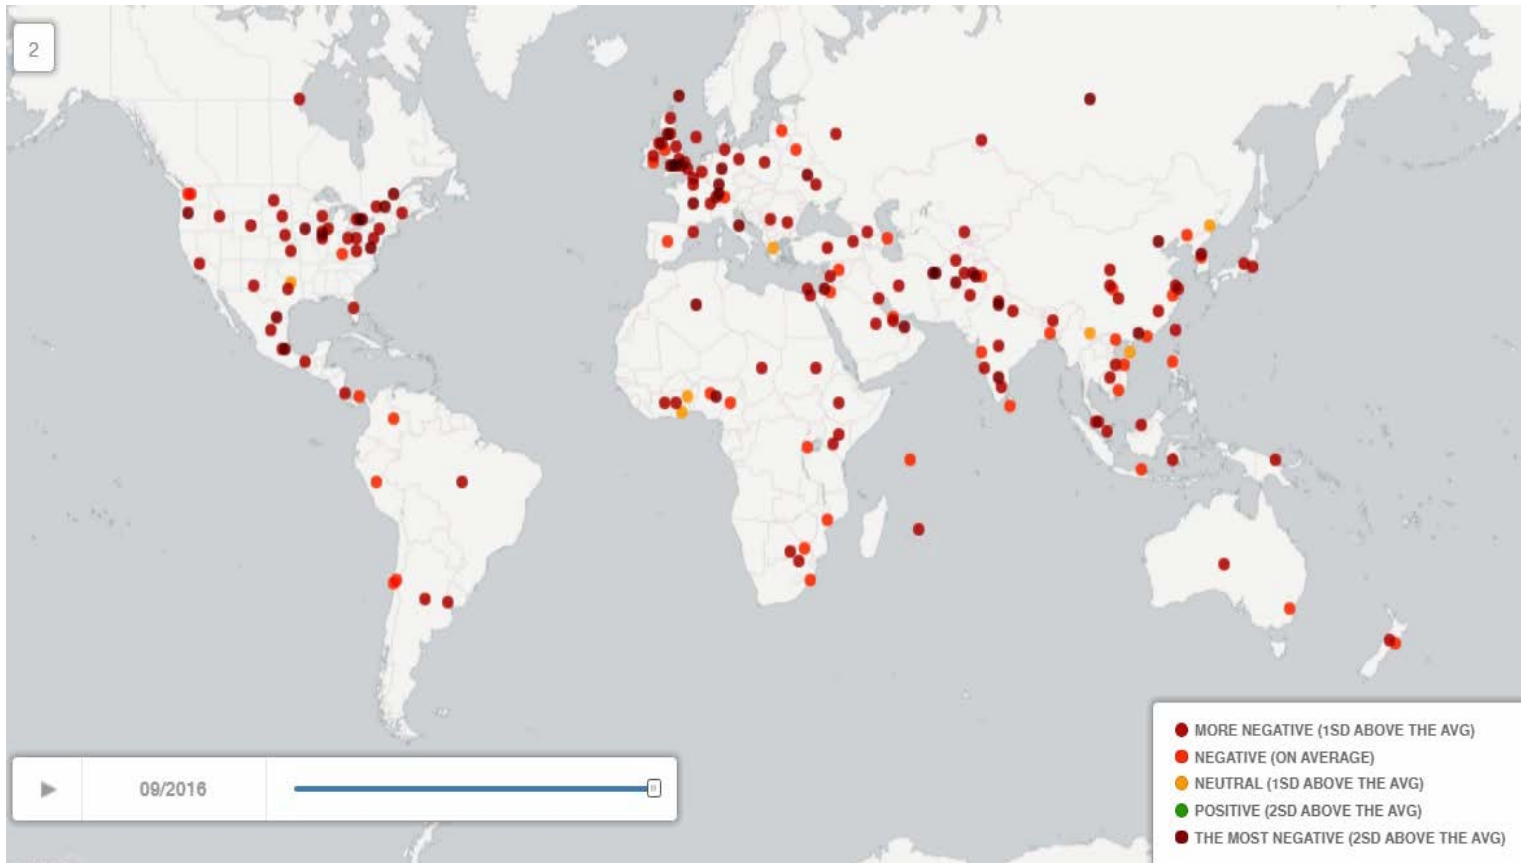 2
09/2016
MORE NEGATIVE (1SD ABOVE THE AVG)
NEGATIVE (ON AVERAGE)
NEUTRAL (1SD ABOVE THE AVG)
POSITIVE (2SD ABOVE THE AVG)
THE MOST NEGATIVE (2SD ABOVE THE AVG)